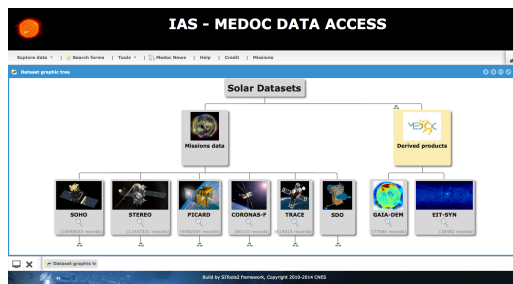 IAS - MEDOC DATA ACCESS
Explore data | Search forms | Tools | Medoc News | Help | Credit | Missions
Dataset graphic tree
Solar Datasets
MEDOC
Missions data
Derived products
SOHO
STEREO
PICARD
CORONAS-F
TRACE
SDO
GAIA-DEM
EIT-SYN
Dataset graphic tr
Build by SITools2 framework, Copyright 2010-2014 CNES